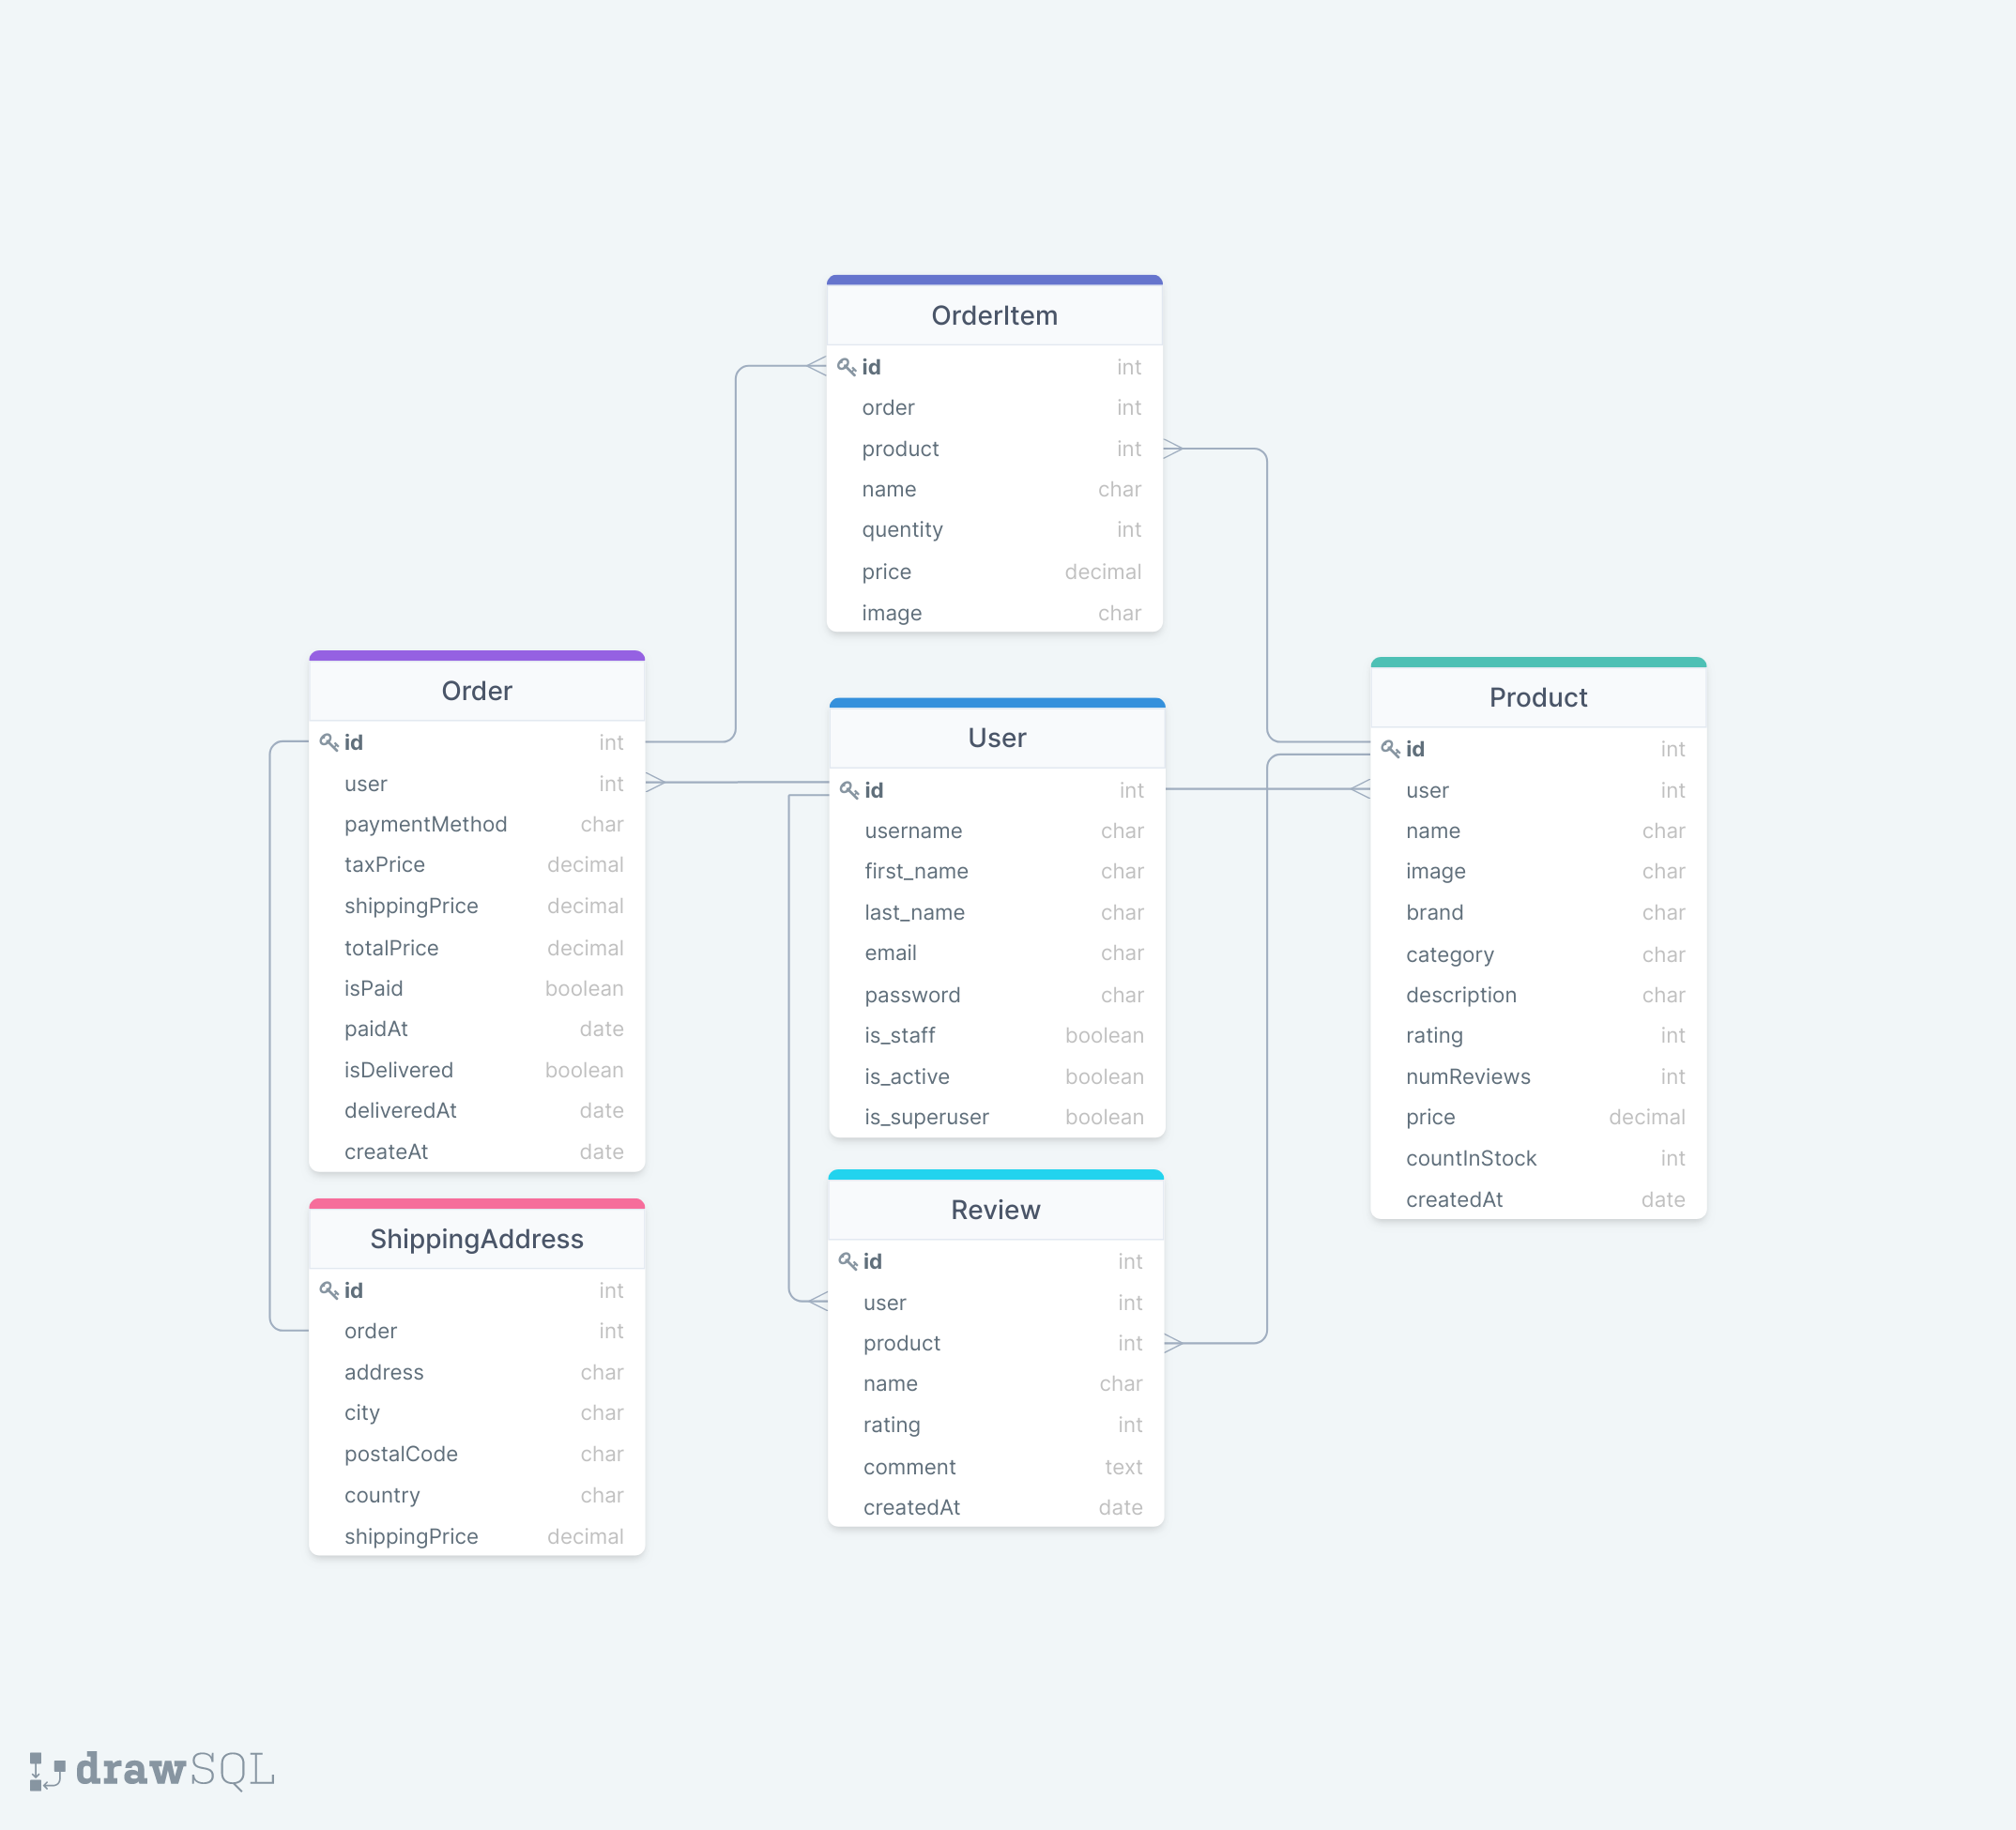 OrderItem
id int
order int
product int
name char
quentity int
price decimal
image char
Order
id int
user int
paymentMethod char
taxPrice decimal
shippingPrice decimal
totalPrice decimal
isPaid boolean
paidAt date
isDelivered boolean
deliveredAt date
createAt date
User
id int
username char
first_name char
last_name char
email char
password char
is_staff boolean
is_active boolean
is_superuser boolean
Product
id int
user int
name char
image char
brand char
category char
description char
rating int
numReviews int
price decimal
countInStock int
createdAt date
ShippingAddress
id int
order int
address char
city char
postalCode char
country char
shippingPrice decimal
Review
id int
user int
product int
name char
rating int
comment text
createdAt date
drawSQL